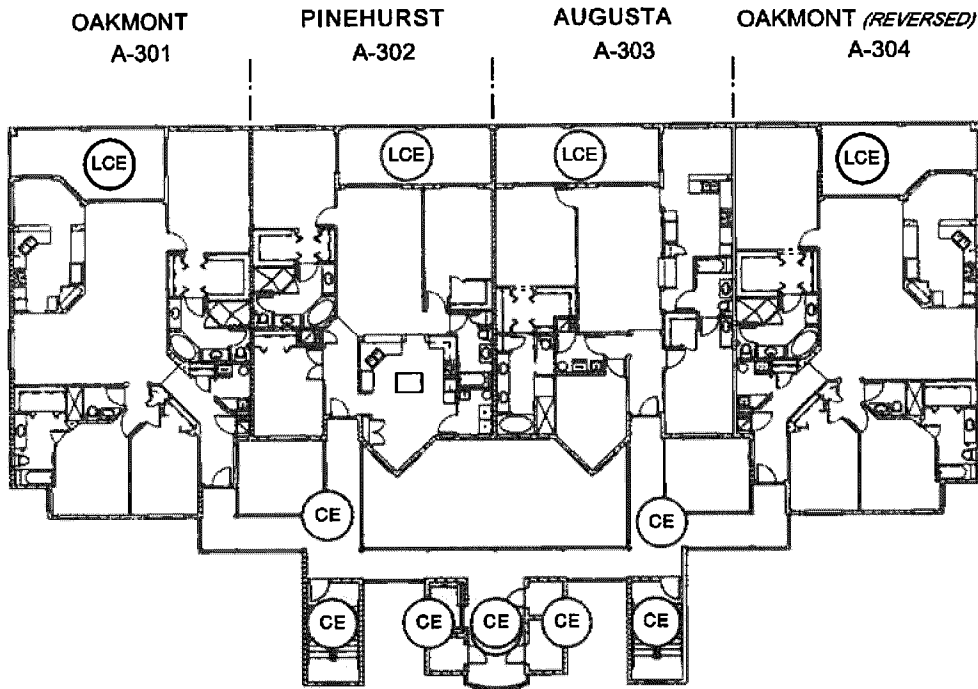 OAKMONT
A-301
PINEHURST
A-302
AUGUSTA
A-303
OAKMONT (REVERSED)
A-304
LCE
LCE
LCE
LCE
CE
CE
CE
CE
CE
CE
CE